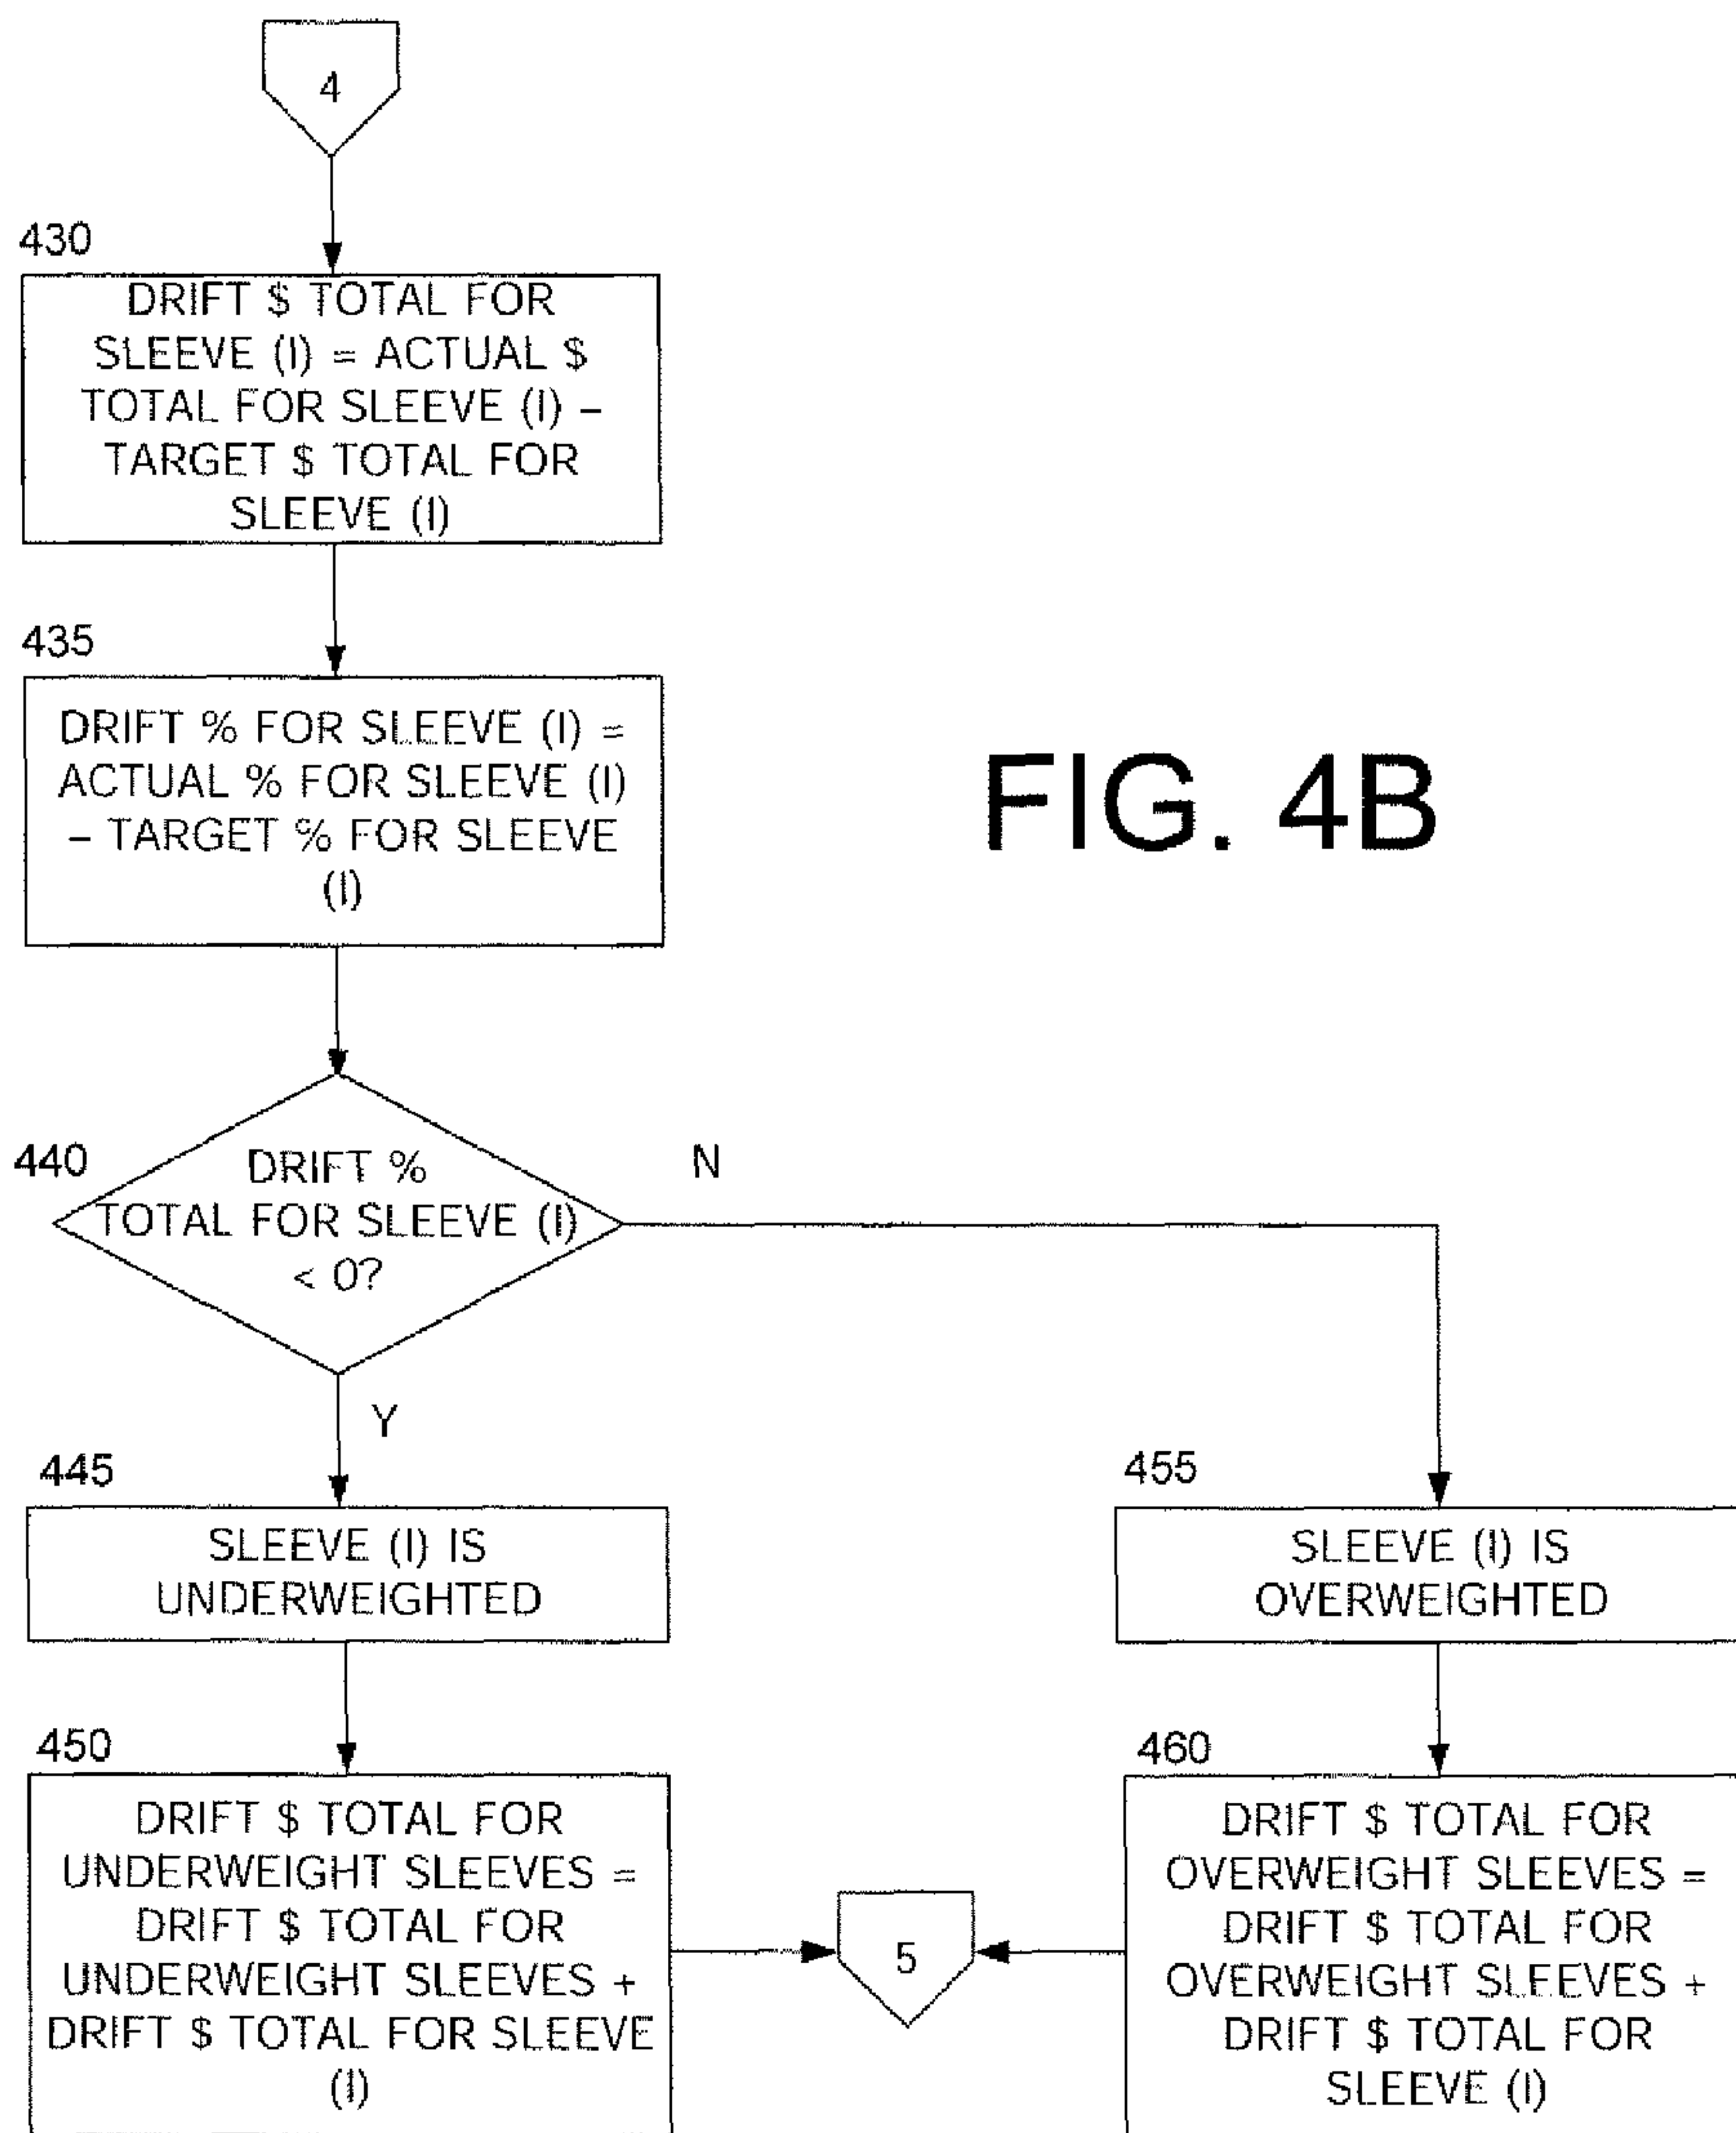 4
430
DRIFT $ TOTAL FOR
SLEEVE (I) = ACTUAL $
TOTAL FOR SLEEVE (I) –
TARGET $ TOTAL FOR
SLEEVE (I)
435
DRIFT % FOR SLEEVE (I) =
ACTUAL % FOR SLEEVE (I)
– TARGET % FOR SLEEVE
(I)
FIG. 4B
440
DRIFT %
TOTAL FOR SLEEVE (I)
< 0?
N
Y
445
SLEEVE (I) IS
UNDERWEIGHTED
455
SLEEVE (I) IS
OVERWEIGHTED
450
DRIFT $ TOTAL FOR
UNDERWEIGHT SLEEVES =
DRIFT $ TOTAL FOR
UNDERWEIGHT SLEEVES +
DRIFT $ TOTAL FOR SLEEVE
(I)
5
460
DRIFT $ TOTAL FOR
OVERWEIGHT SLEEVES =
DRIFT $ TOTAL FOR
OVERWEIGHT SLEEVES +
DRIFT $ TOTAL FOR
SLEEVE (I)